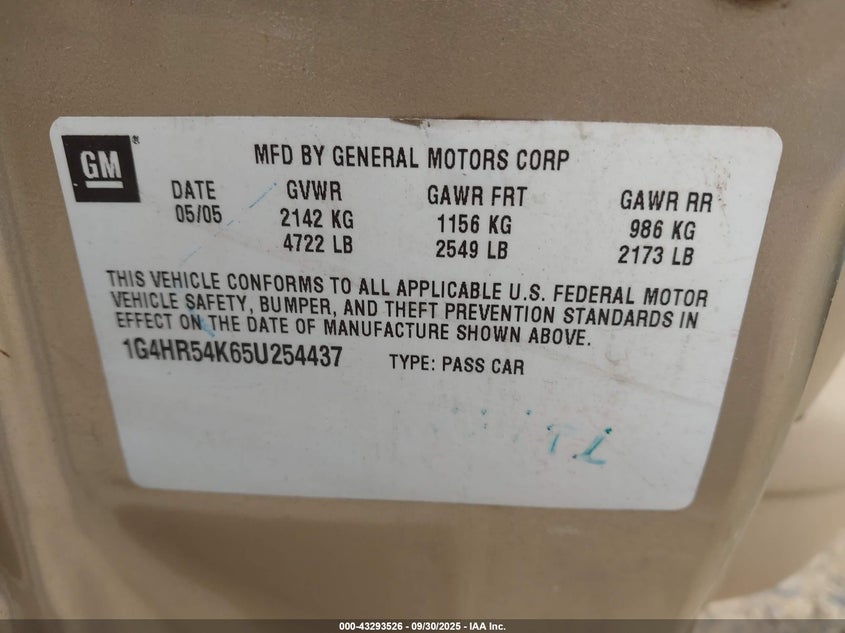 GM®
MFD BY GENERAL MOTORS CORP
DATE GVWR GAWR FRT GAWR RR
05/05 2142 KG 1156 KG 986 KG
4722 LB 2549 LB 2173 LB
THIS VEHICLE CONFORMS TO ALL APPLICABLE U.S. FEDERAL MOTOR
VEHICLE SAFETY, BUMPER, AND THEFT PREVENTION STANDARDS IN
EFFECT ON THE DATE OF MANUFACTURE SHOWN ABOVE.
1G4HR54K65U254437 TYPE: PASS CAR
000-43293526 - 09/30/2025 - IAA Inc.